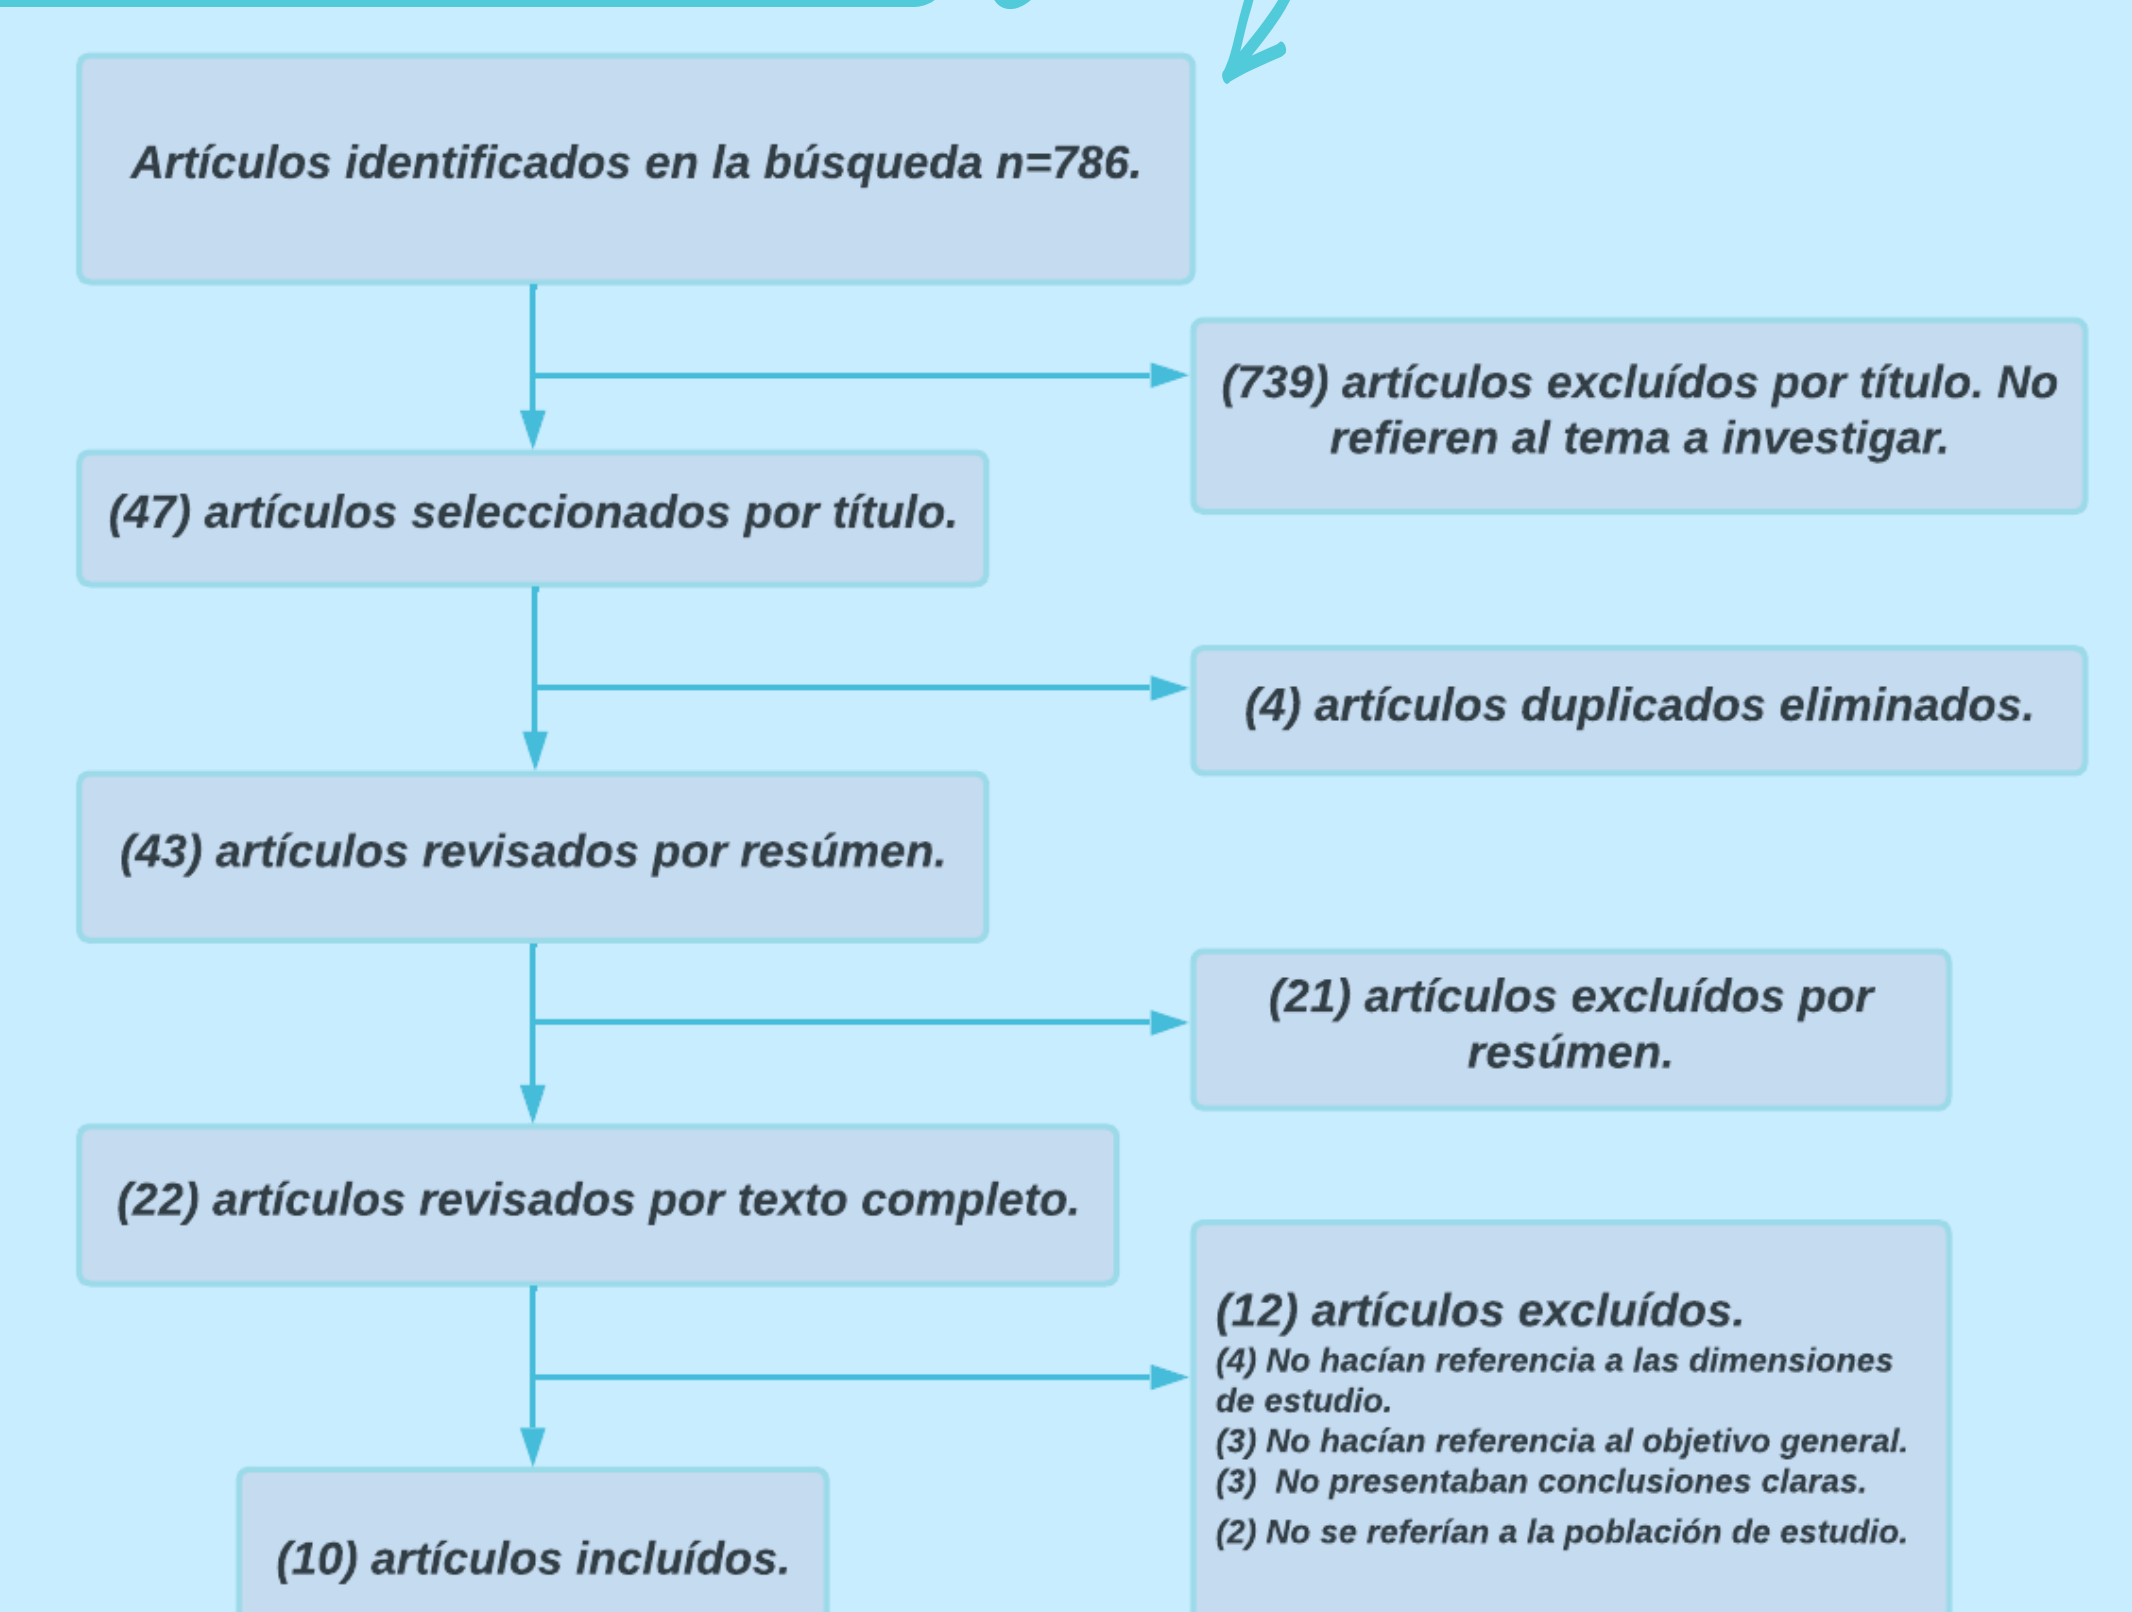 Artículos identificados en la búsqueda n=786.
(739) artículos excluídos por título. No
refieren al tema a investigar.
(47) artículos seleccionados por título.
(4) artículos duplicados eliminados.
(43) artículos revisados por resúmen.
(21) artículos excluídos por
resúmen.
(22) artículos revisados por texto completo.
(12) artículos excluídos.
(4) No hacían referencia a las dimensiones
de estudio.
(3) No hacían referencia al objetivo general.
(3) No presentaban conclusiones claras.
(2) No se referían a la población de estudio.
(10) artículos incluídos.